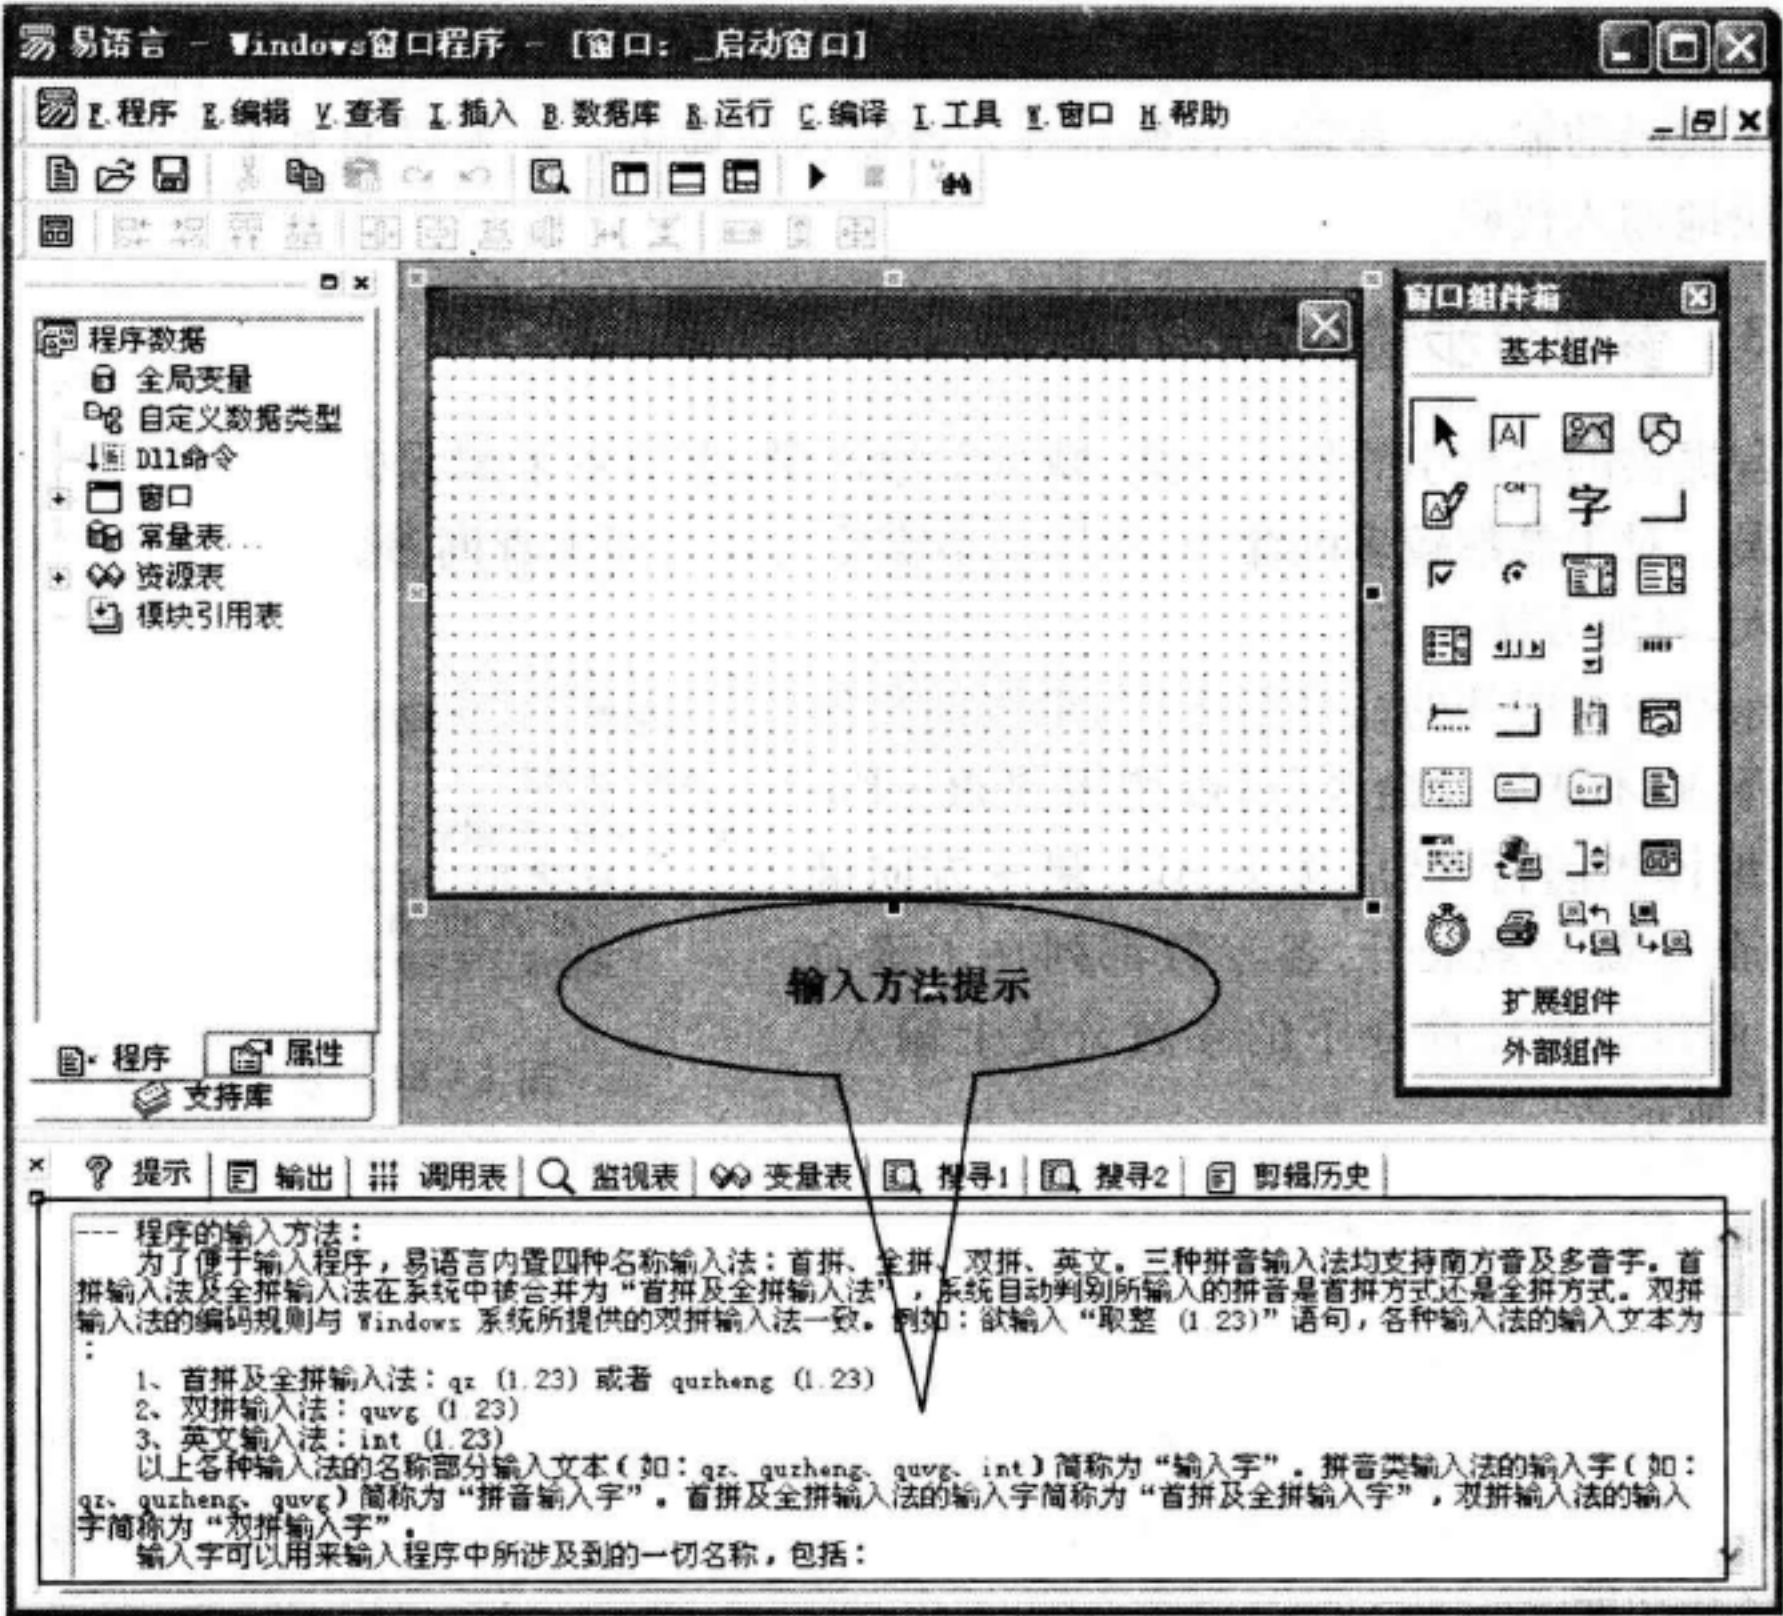 易语言 - Windows窗口程序 - [窗口: _启动窗口]
F.程序 E.编辑 V.查看 I.插入 B.数据库 R.运行 C.编译 T.工具 W.窗口 H.帮助
程序数据
全局变量
自定义数据类型
Dll命令
窗口
常量表...
资源表
模块引用表
程序 属性
支持库
窗口组件箱
基本组件
扩展组件
外部组件
输入方法提示
提示 输出 调用表 监视表 变量表 搜寻1 搜寻2 剪辑历史
--- 程序的输入方法：
为了便于输入程序，易语言内置四种名称输入法：首拼、全拼、双拼、英文。三种拼音输入法均支持南方音及多音字。首
拼输入法及全拼输入法在系统中被合并为“首拼及全拼输入法”，系统自动判别所输入的拼音是首拼方式还是全拼方式。双拼
输入法的编码规则与 Windows 系统所提供的双拼输入法一致。例如：欲输入“取整 (1.23)”语句，各种输入法的输入文本为
：
1、首拼及全拼输入法：qz (1.23) 或者 quzheng (1.23)
2、双拼输入法：quvg (1.23)
3、英文输入法：int (1.23)
以上各种输入法的名称部分输入文本（如：qz、quzheng、quvg、int）简称为“输入字”。拼音类输入法的输入字（如：
qz、quzheng、quvg）简称为“拼音输入字”。首拼及全拼输入法的输入字简称为“首拼及全拼输入字”，双拼输入法的输入
字简称为“双拼输入字”。
输入字可以用来输入程序中所涉及到的一切名称，包括：